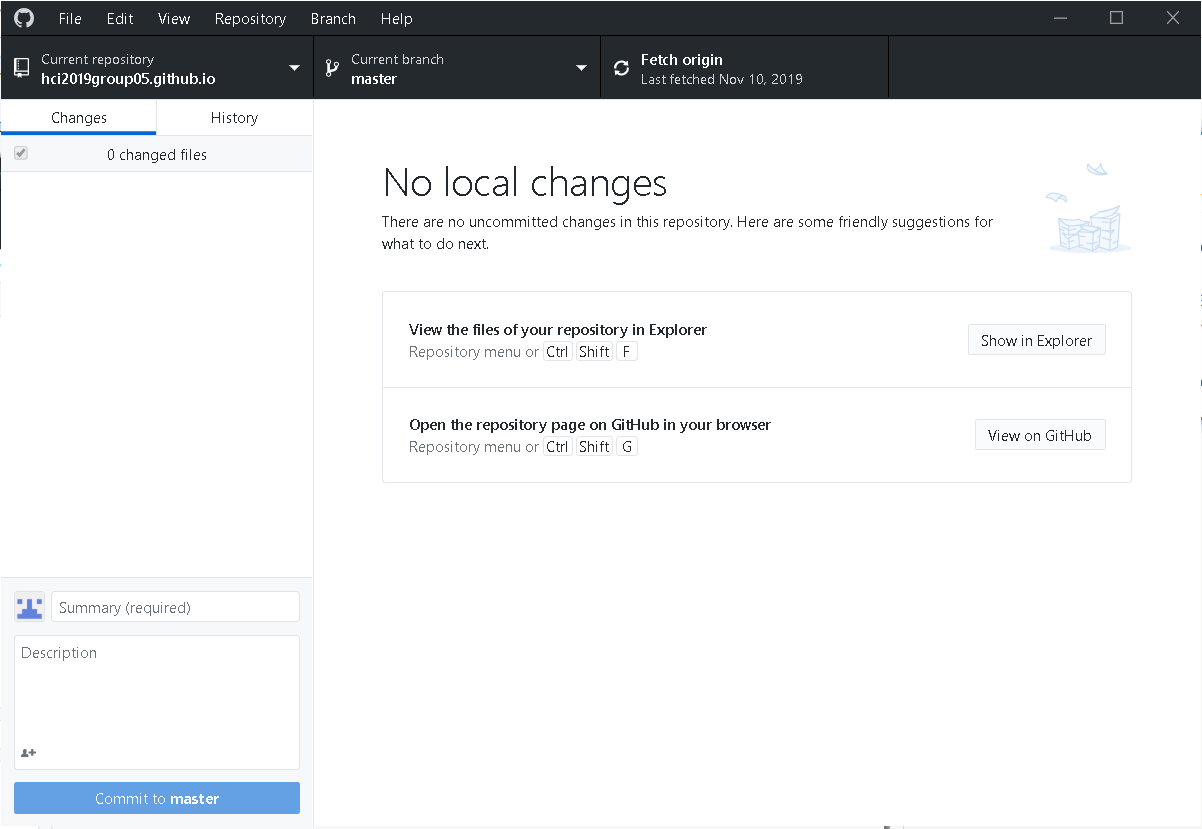 File Edit View Repository Branch Help
Current repository
hci2019group05.github.io
Current branch
master
Fetch origin
Last fetched Nov 10, 2019
Changes History
0 changed files
No local changes
There are no uncommitted changes in this repository. Here are some friendly suggestions for
what to do next.
View the files of your repository in Explorer
Repository menu or Ctrl Shift F
Show in Explorer
Open the repository page on GitHub in your browser
Repository menu or Ctrl Shift G
View on GitHub
Summary (required)
Description
Commit to master